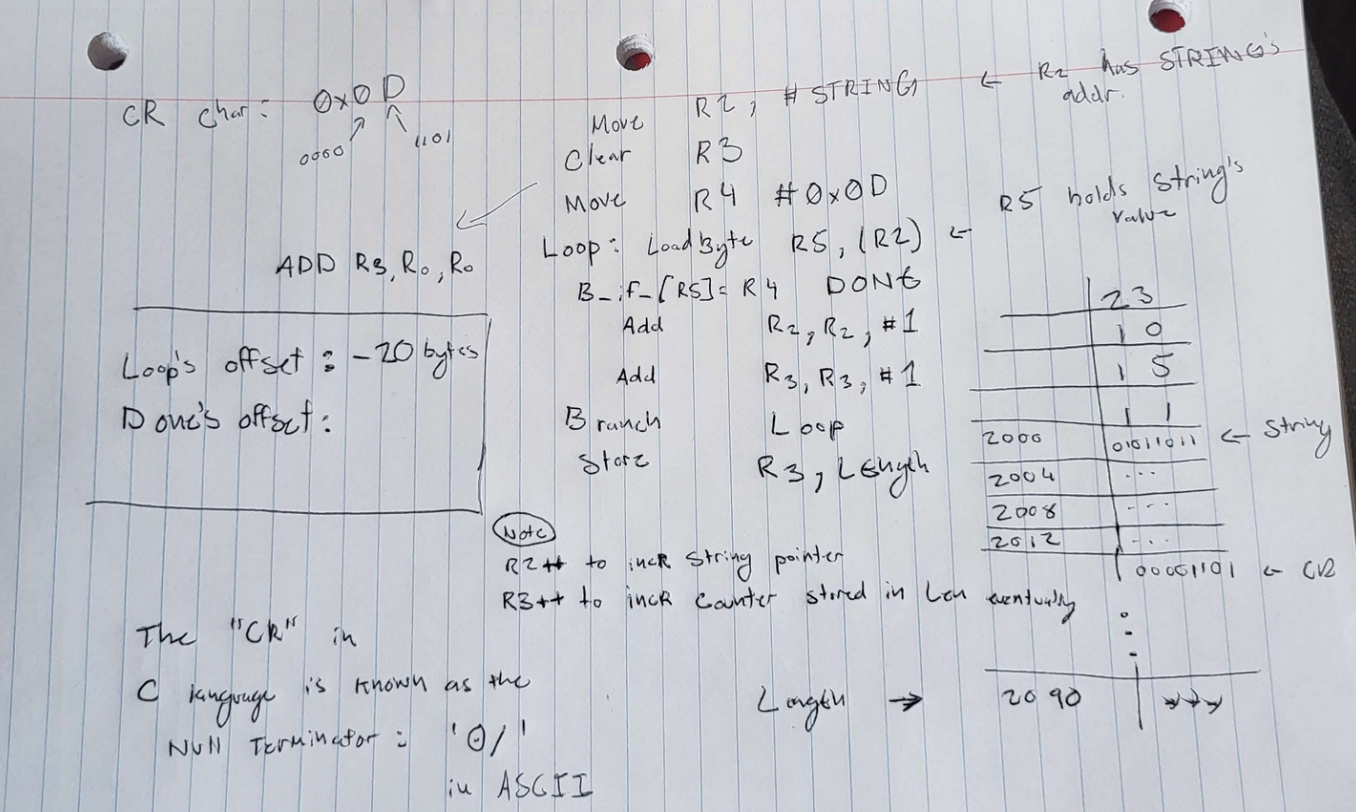 CR char: 0x0D
0000 1101
Move R2, #STRING ← R2 has STRING's
addr.
Clear R3
Move R4 #0x0D
ADD R3, R0, R0
Loop: LoadByte R5, (R2) ← R5 holds String's
value
B_if_[R5]=R4 DONE
Add R2, R2, #1
Add R3, R3, #1
Branch Loop
Store R3, Length
Loop's offset: -20 bytes
Done's offset:
23
10
15
11
2000 01011011 ← String
2004 ...
2008 ...
2012 ...
00001101 ← CR
Length → 2090 ***
Note
R2++ to incR String pointer
R3++ to incR Counter stored in Len eventually
The "CR" in
C language is known as the
Null Terminator: '0/'
in ASCII